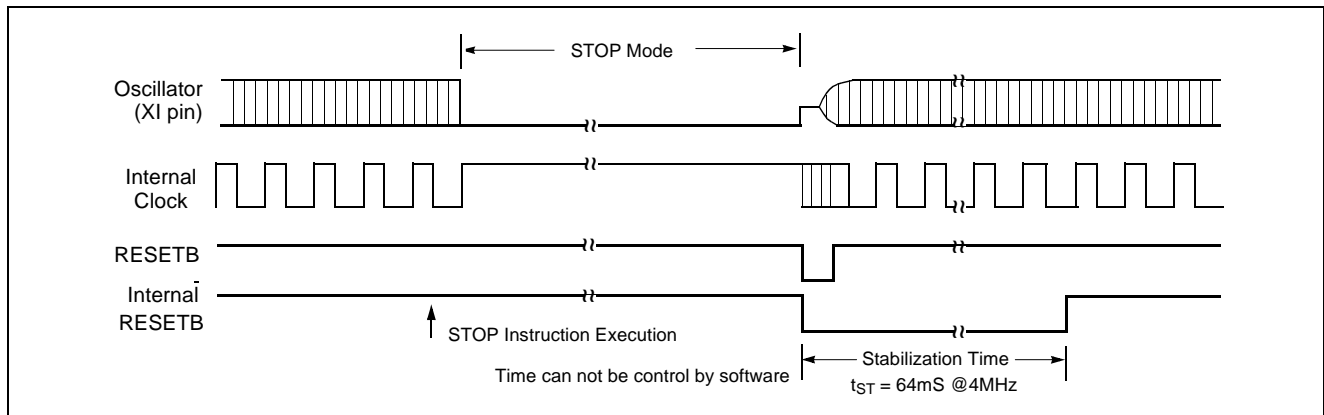 STOP Mode
Oscillator
(XI pin)
Internal
Clock
RESETB
Internal
RESETB
STOP Instruction Execution
Time can not be control by software
Stabilization Time
tST = 64mS @4MHz